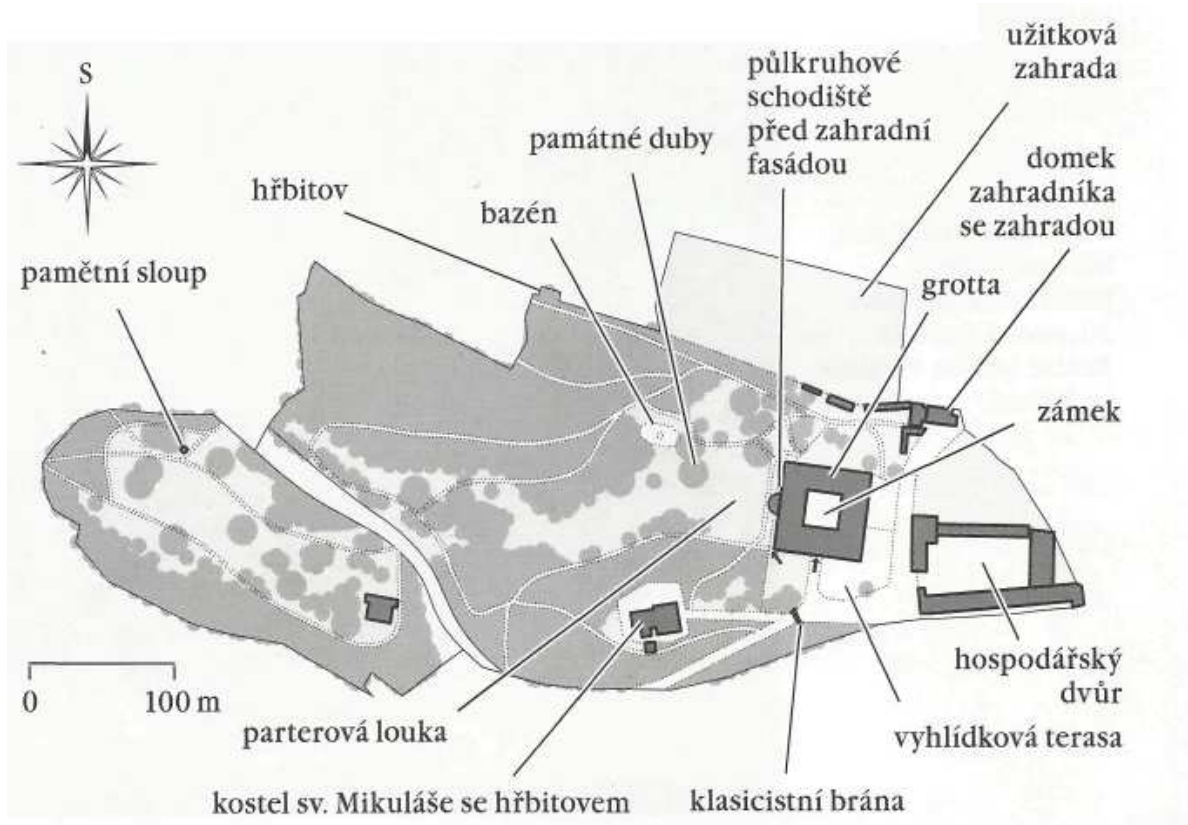 užitková
zahrada
S
půlkruhové
schodiště
před zahradní
fasádou
památné duby
domek
zahradníka
se zahradou
hřbitov
bazén
pamětní sloup
grotta
zámek
hospodářský
dvůr
0
100 m
parterová louka
vyhlídková terasa
kostel sv. Mikuláše se hřbitovem
klasicistní brána